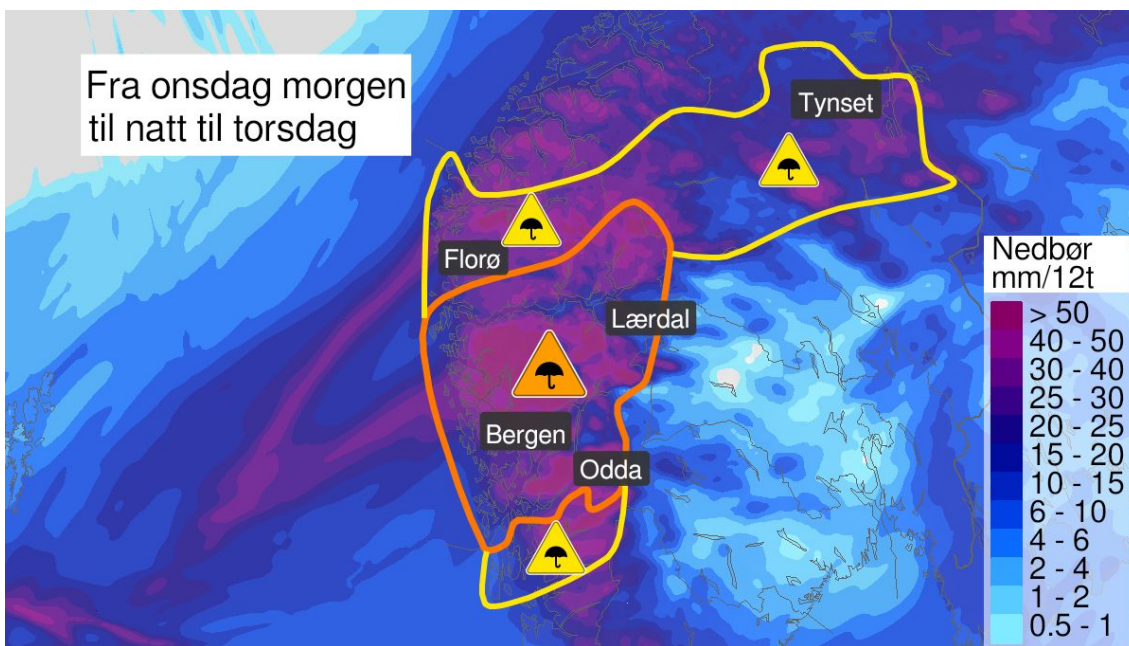 Fra onsdag morgen
til natt til torsdag
Tynset
Florø
Lærdal
Bergen
Odda
Nedbør
mm/12t
> 50
40 - 50
30 - 40
25 - 30
20 - 25
15 - 20
10 - 15
6 - 10
4 - 6
2 - 4
1 - 2
0.5 - 1